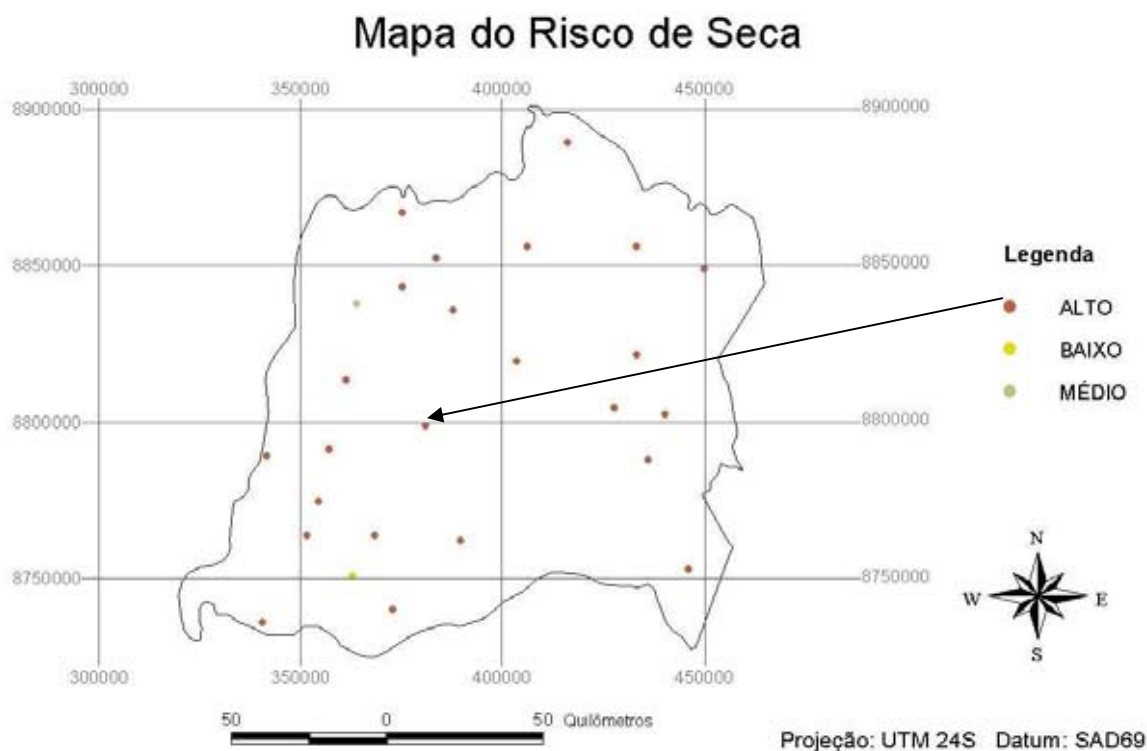 Mapa do Risco de Seca
300000 350000 400000 450000
8900000 8900000
8850000 8850000
Legenda
ALTO
BAIXO
MÉDIO
8800000 8800000
N
8750000 8750000
W E
S
300000 350000 400000 450000
50 0 50 Quilômetros
Projeção: UTM 24S Datum: SAD69